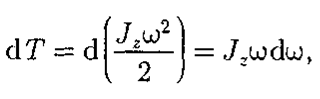 dT = d(J_zω²/2) = J_zωdω,